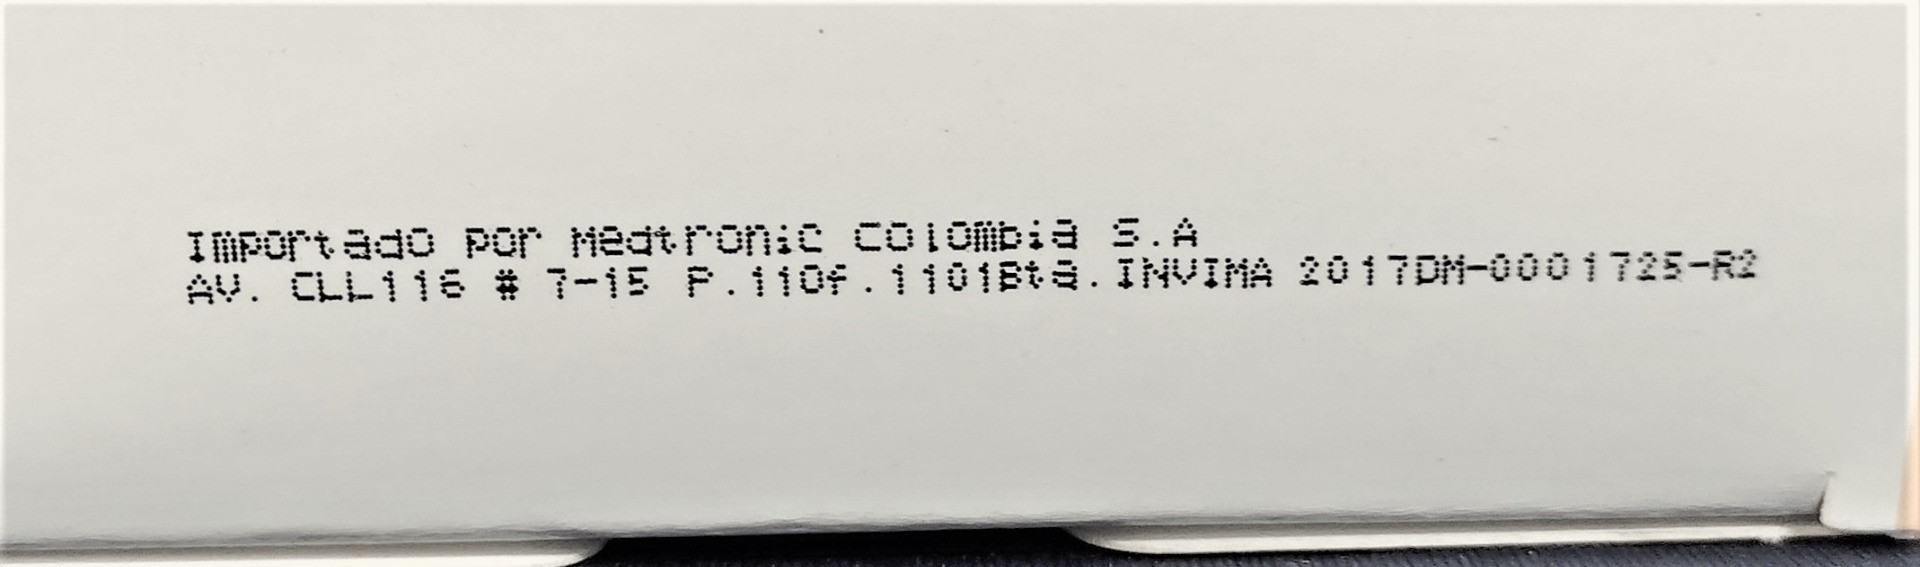 Importado por Medtronic Colombia S.A
AV. CLL116 # 7-15 P.11Of.1101Bta.INVIMA 2017DM-0001725-R2